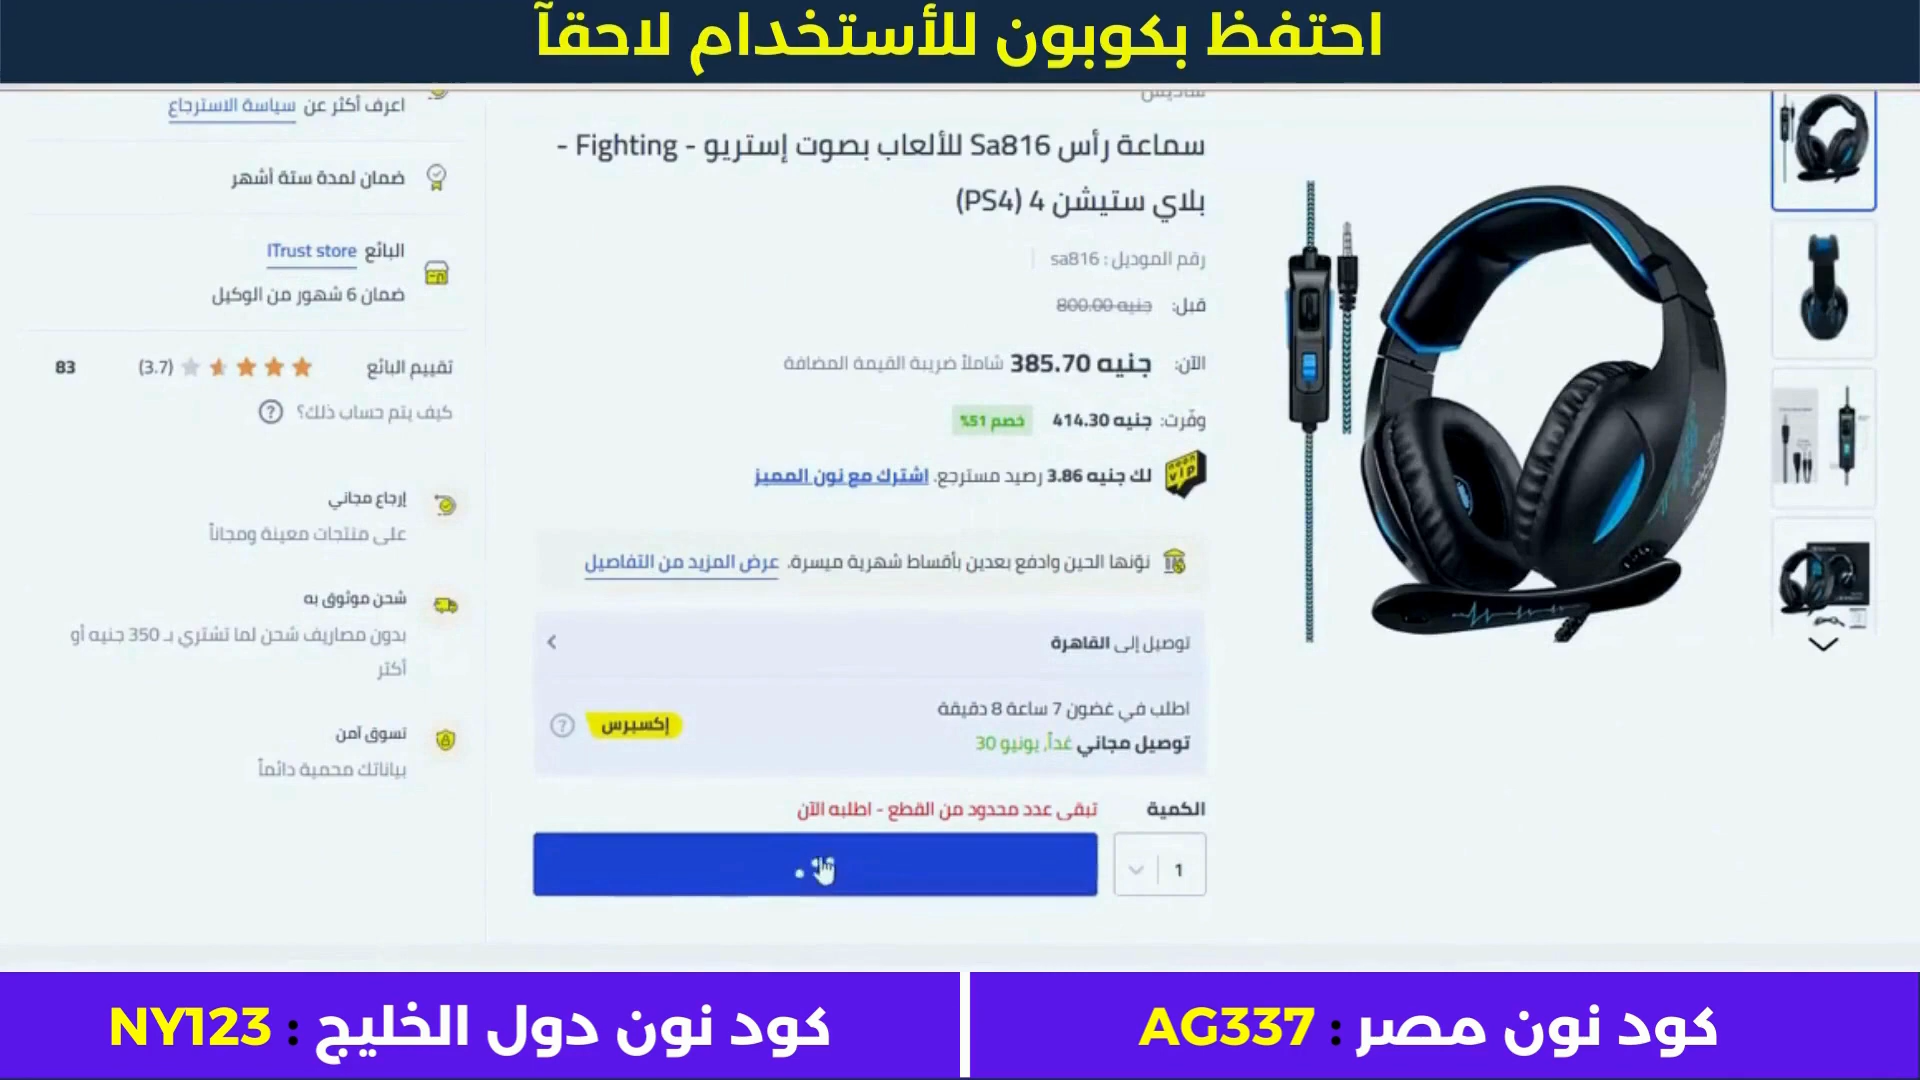 احتفظ بكوبون للأستخدام لاحقآ
ساديس
سماعة رأس Sa816 للألعاب بصوت إستريو - Fighting -
بلاي ستيشن 4 (PS4)
رقم الموديل : sa816
قبل: جنيه 800.00
الآن: جنيه 385.70 شاملاً ضريبة القيمة المضافة
وفّرت: جنيه 414.30 خصم 51%
noon vip لك جنيه 3.86 رصيد مسترجع. اشترك مع نون المميز
نوّنها الحين وادفع بعدين بأقساط شهرية ميسرة. عرض المزيد من التفاصيل
توصيل إلى القاهرة
اطلب في غضون 7 ساعة 8 دقيقة
توصيل مجاني غداً, يونيو 30
إكسبرس
الكمية
تبقى عدد محدود من القطع - اطلبه الآن
1
اعرف أكثر عن سياسة الاسترجاع
ضمان لمدة ستة أشهر
البائع ITrust store
ضمان 6 شهور من الوكيل
تقييم البائع (3.7) 83
كيف يتم حساب ذلك؟
إرجاع مجاني
على منتجات معينة ومجاناً
شحن موثوق به
بدون مصاريف شحن لما تشتري بـ 350 جنيه أو
أكثر
تسوق آمن
بياناتك محمية دائماً
كود نون مصر : AG337
كود نون دول الخليج : NY123